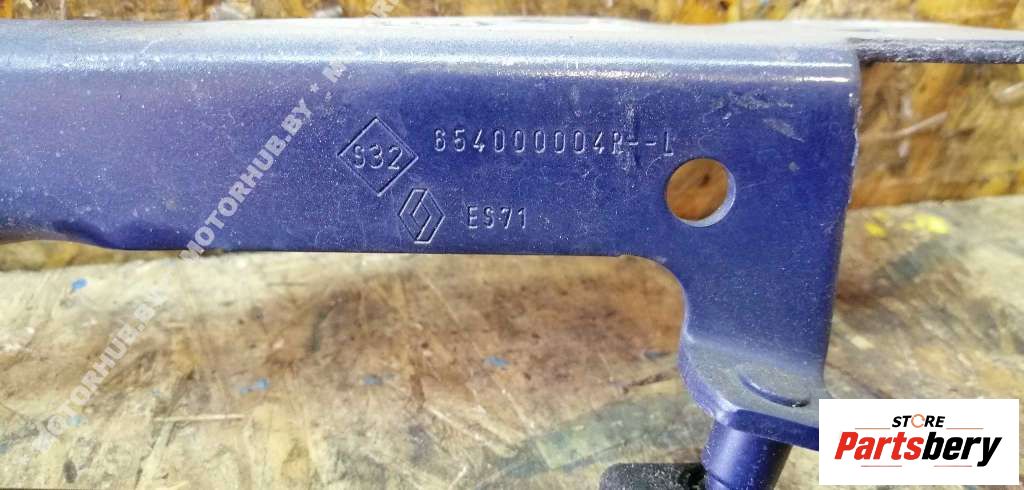 654000004R--L
S32
ES71
MOTORHUB.BY * MOTORHUB.BY * M
STORE
Partsbery